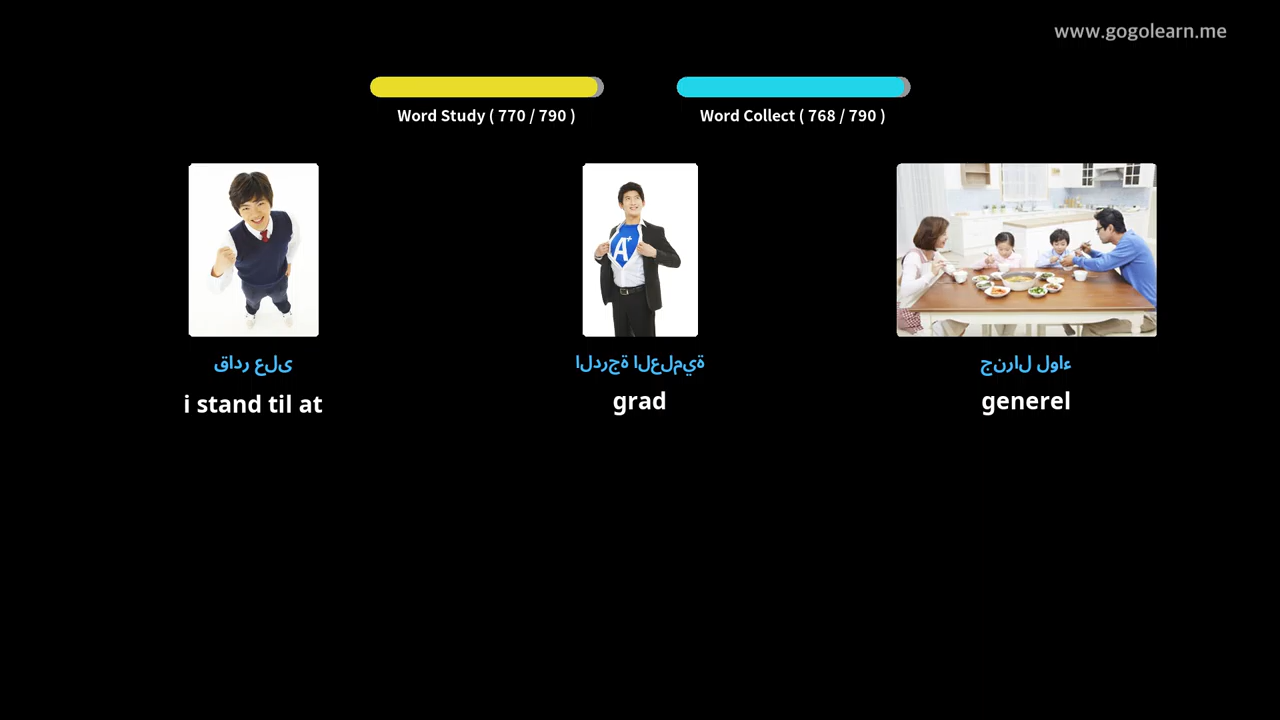 www.gogolearn.me
Word Study ( 770 / 790 )
Word Collect ( 768 / 790 )
A+
قادر على
الدرجة العلمية
جنرال لواء
i stand til at
grad
generel